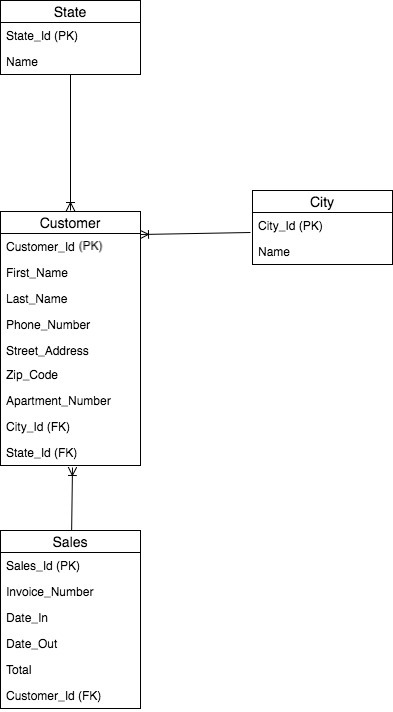 State
State_Id (PK)
Name
City
City_Id (PK)
Name
Customer
Customer_Id (PK)
First_Name
Last_Name
Phone_Number
Street_Address
Zip_Code
Apartment_Number
City_Id (FK)
State_Id (FK)
Sales
Sales_Id (PK)
Invoice_Number
Date_In
Date_Out
Total
Customer_Id (FK)